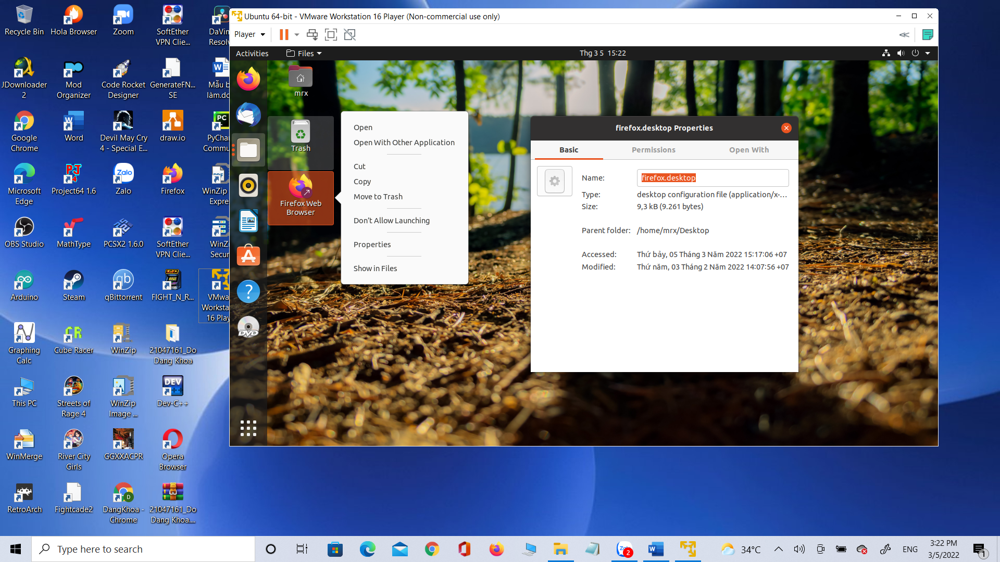 Recycle Bin
Hola Browser
Zoom
SoftEther
VPN Clie...
DaVin
Resolv
JDownloader
2
Mod
Organizer
Code Rocket
Designer
GenerateFN...
SE
Mẫu b
làm.do
Google
Chrome
Word
Devil May Cry
4 - Special E...
draw.io
PyChar
Commu
Microsoft
Edge
Project64 1.6
Zalo
Firefox
WinZip
Expre
OBS Studio
MathType
PCSX2 1.6.0
SoftEther
VPN Clie...
WinZi
Secur
Arduino
Steam
qBittorrent
FIGHT_N_R...
VMwa
Worksta
16 Play
Graphing
Calc
Cube Racer
WinZip
21047161_Do
Dang Khoa
This PC
Streets of
Rage 4
WinZip
Image ...
Dev-C++
WinMerge
River City
Girls
GGXXACPR
Opera
Browser
RetroArch
Fightcade2
DangKhoa -
Chrome
21047161_Do
Dang Khoa....
Ubuntu 64-bit - VMware Workstation 16 Player (Non-commercial use only)
Player
Activities
Files
Thg 3 5 15:22
mrx
Trash
Firefox Web
Browser
DVD
Open
Open With Other Application
Cut
Copy
Move to Trash
Don't Allow Launching
Properties
Show in Files
firefox.desktop Properties
Basic
Permissions
Open With
Name:
firefox.desktop
Type:
desktop configuration file (application/x-...
Size:
9,3 kB (9.261 bytes)
Parent folder:
/home/mrx/Desktop
Accessed:
Thứ bảy, 05 Tháng 3 Năm 2022 15:17:06 +07
Modified:
Thứ năm, 03 Tháng 2 Năm 2022 14:07:56 +07
Type here to search
2
34°C
ENG
3:22 PM
3/5/2022
1